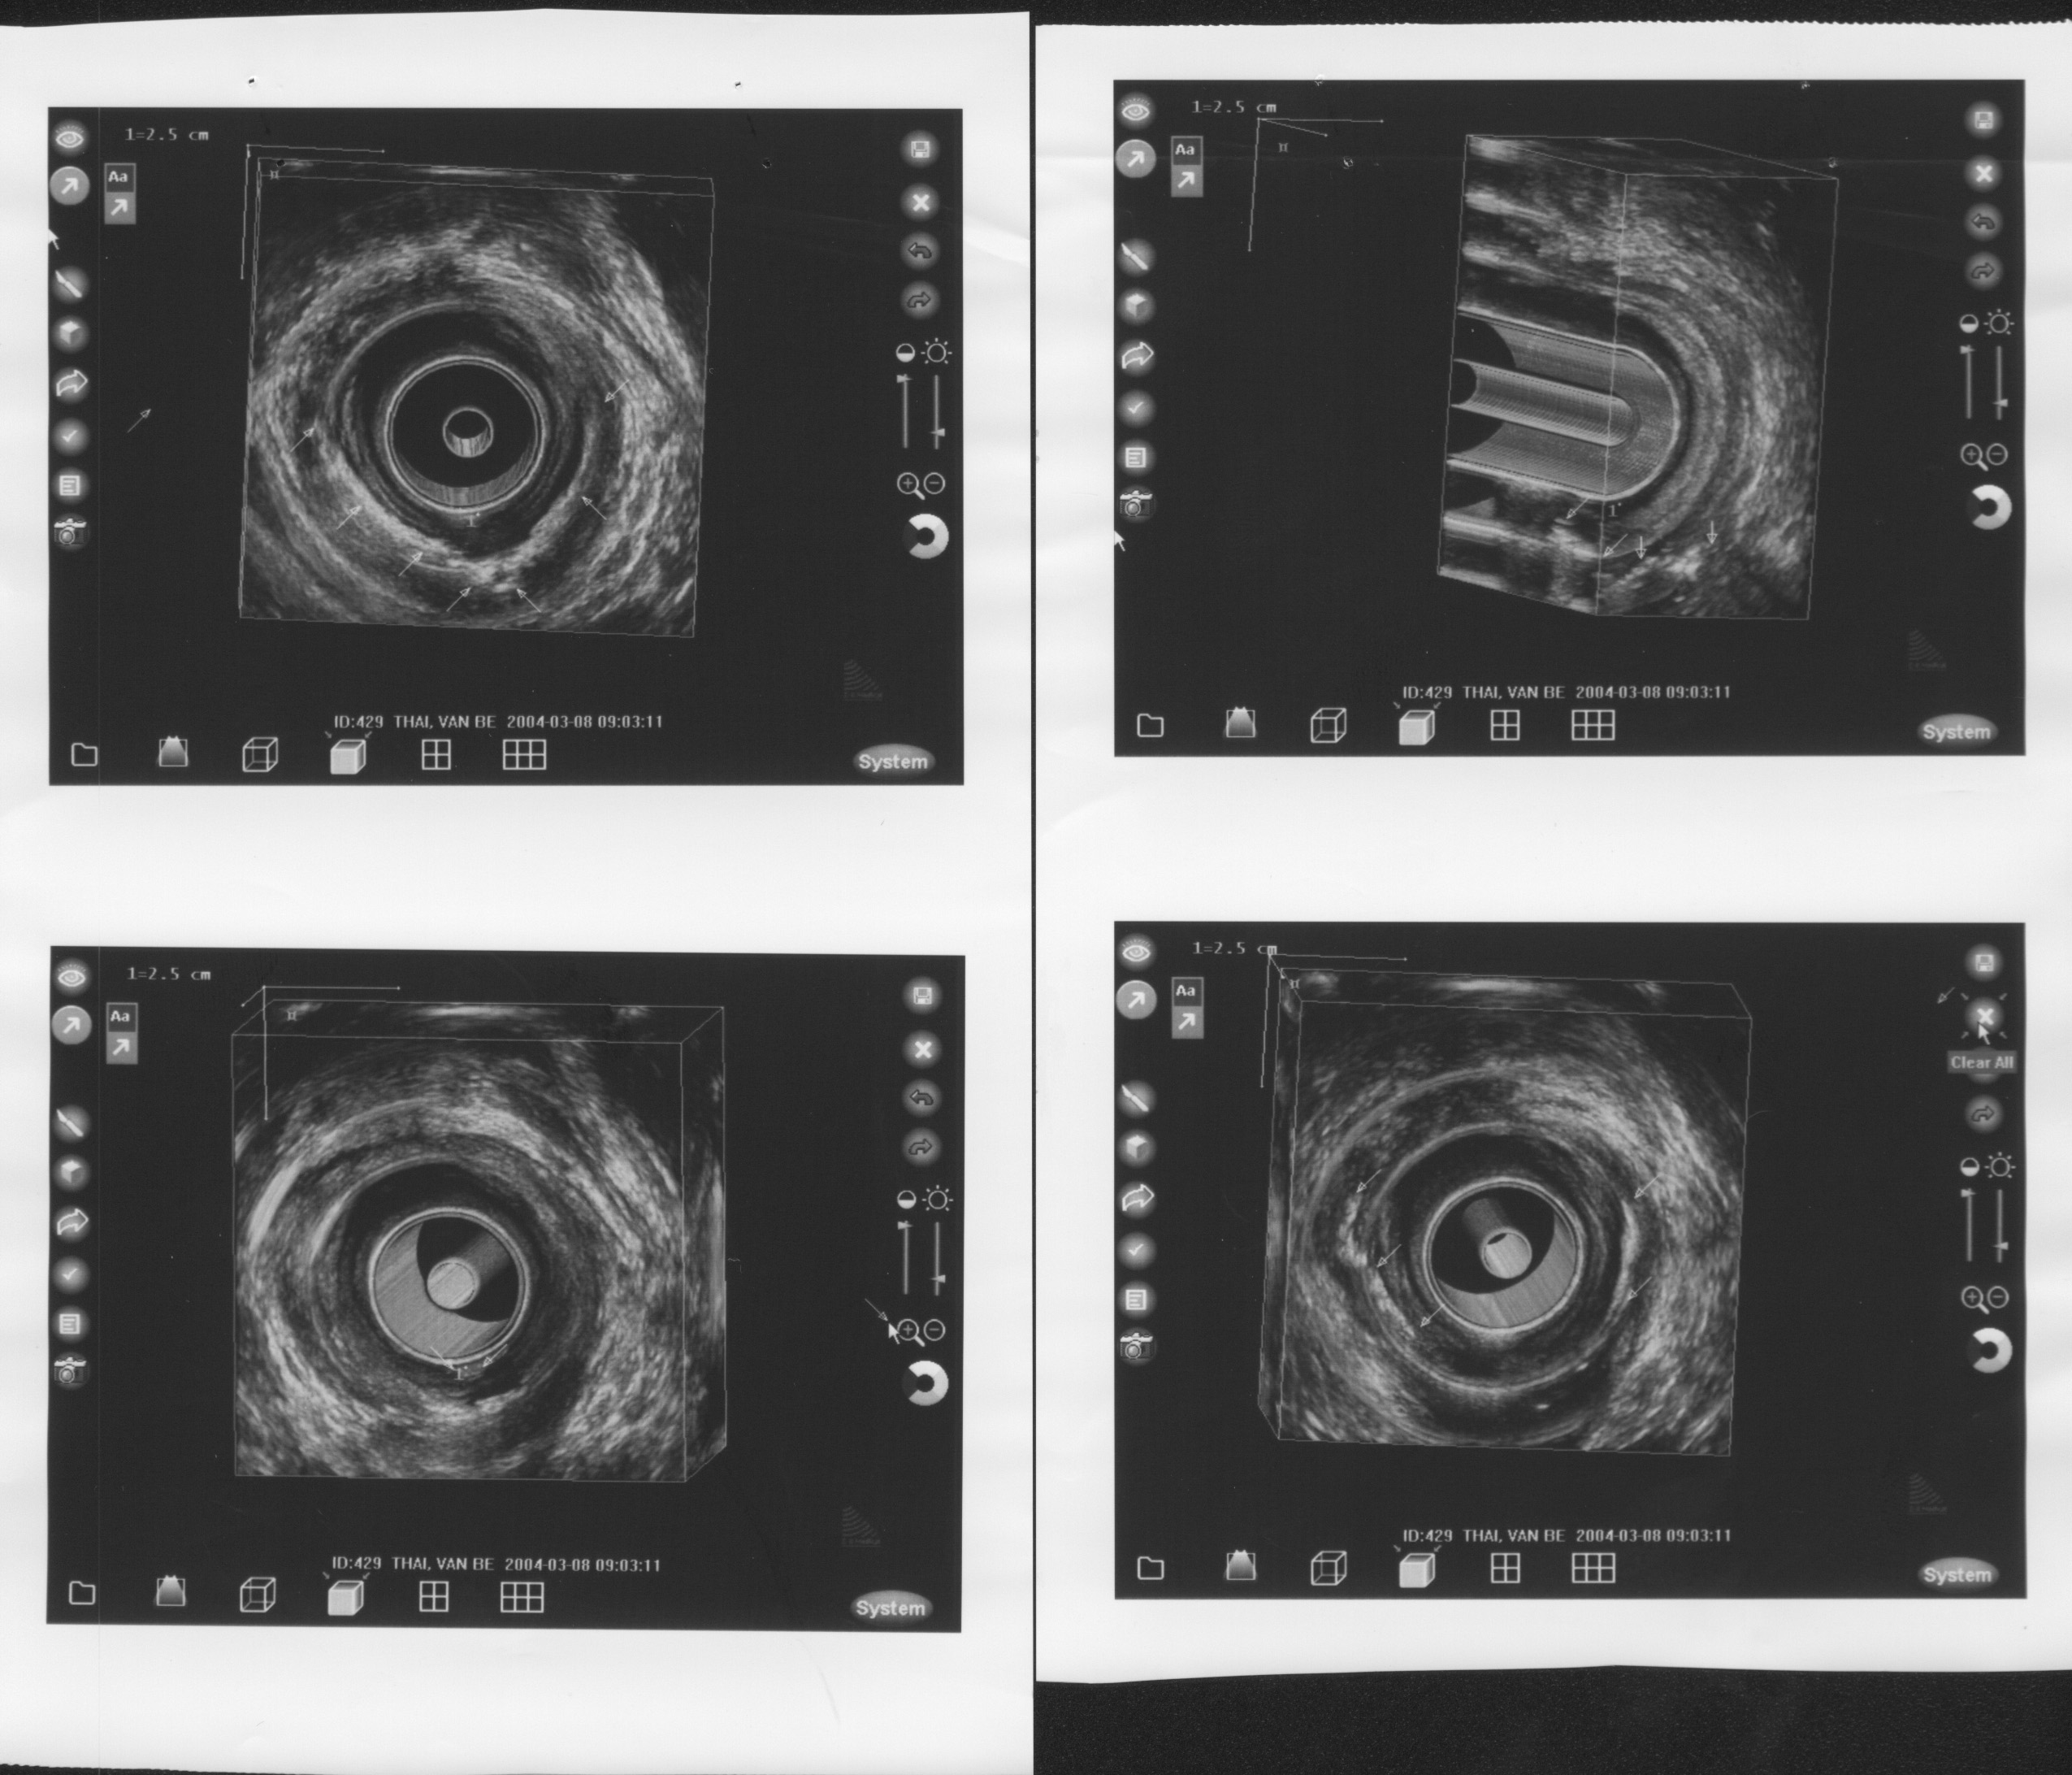 1=2.5 cm
Aa
1
ID:429 THAI, VAN BE 2004-03-08 09:03:11
System
1=2.5 cm
Aa
1
ID:429 THAI, VAN BE 2004-03-08 09:03:11
System
1=2.5 cm
Aa
1
ID:429 THAI, VAN BE 2004-03-08 09:03:11
System
1=2.5 cm
Aa
Clear All
ID:429 THAI, VAN BE 2004-03-08 09:03:11
System